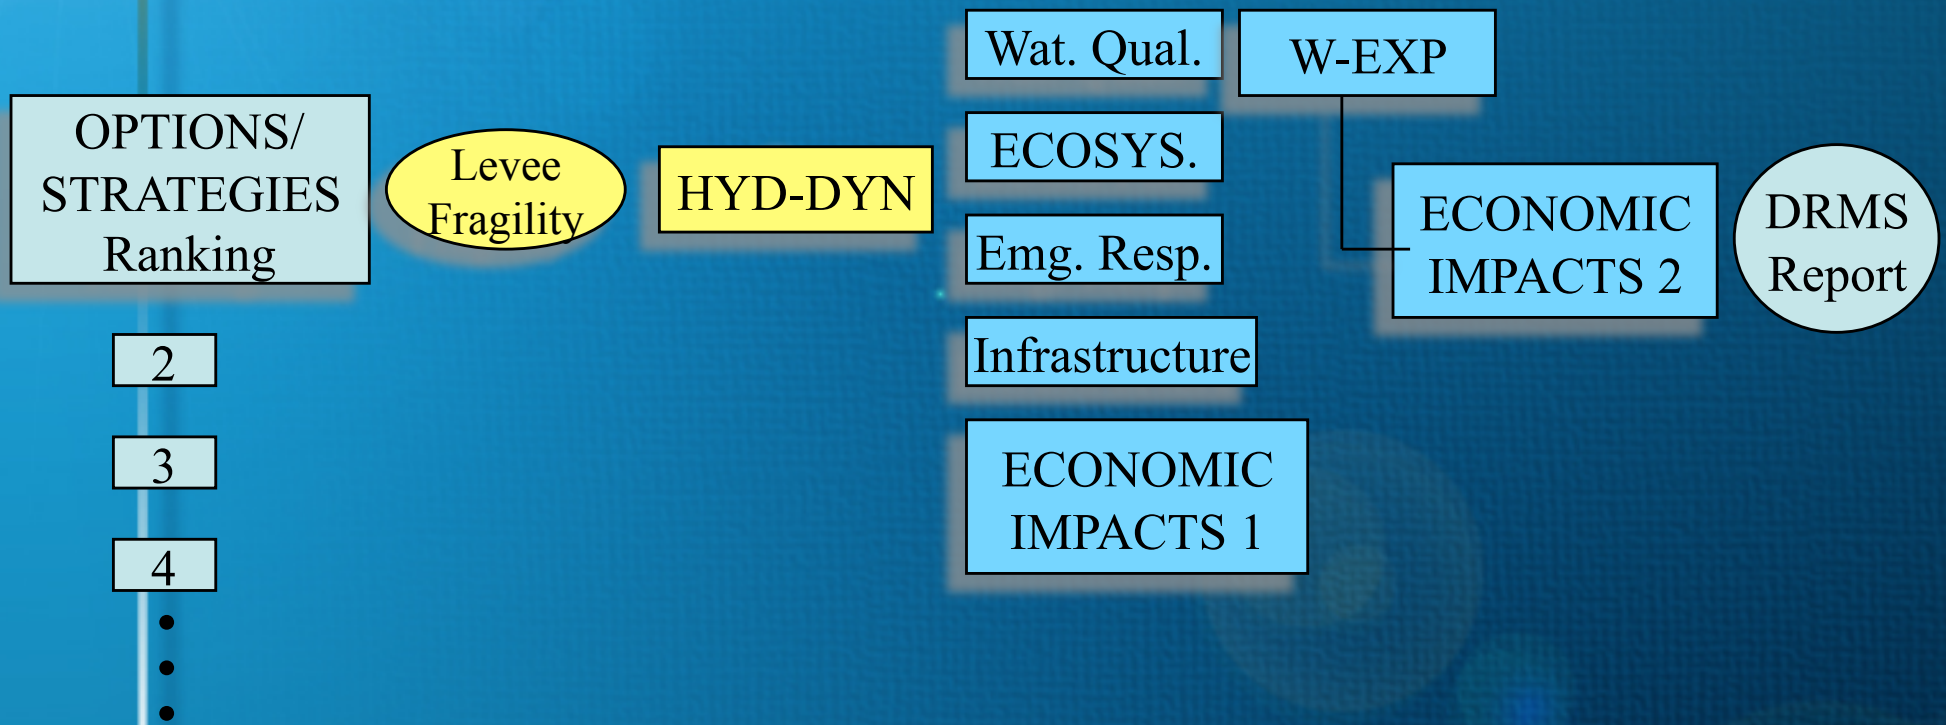 OPTIONS/
STRATEGIES
Ranking
2
3
4
Levee
Fragility
HYD-DYN
Wat. Qual.
ECOSYS.
Emg. Resp.
Infrastructure
ECONOMIC
IMPACTS 1
W-EXP
ECONOMIC
IMPACTS 2
DRMS
Report